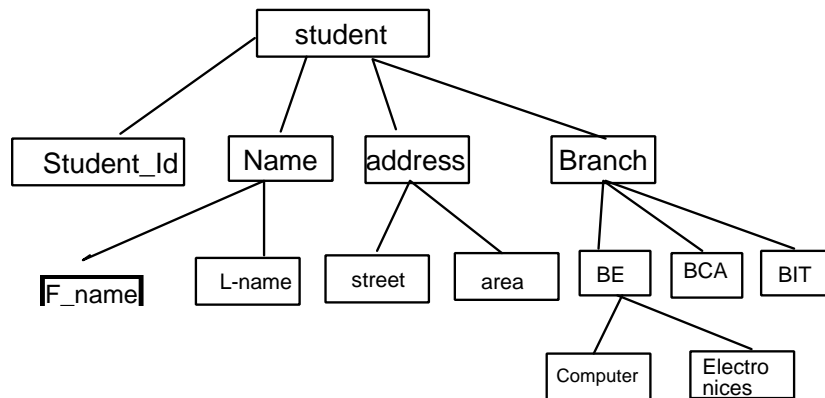 student
Student_Id
Name
address
Branch
F_name
L-name
street
area
BE
BCA
BIT
Computer
Electro
nices